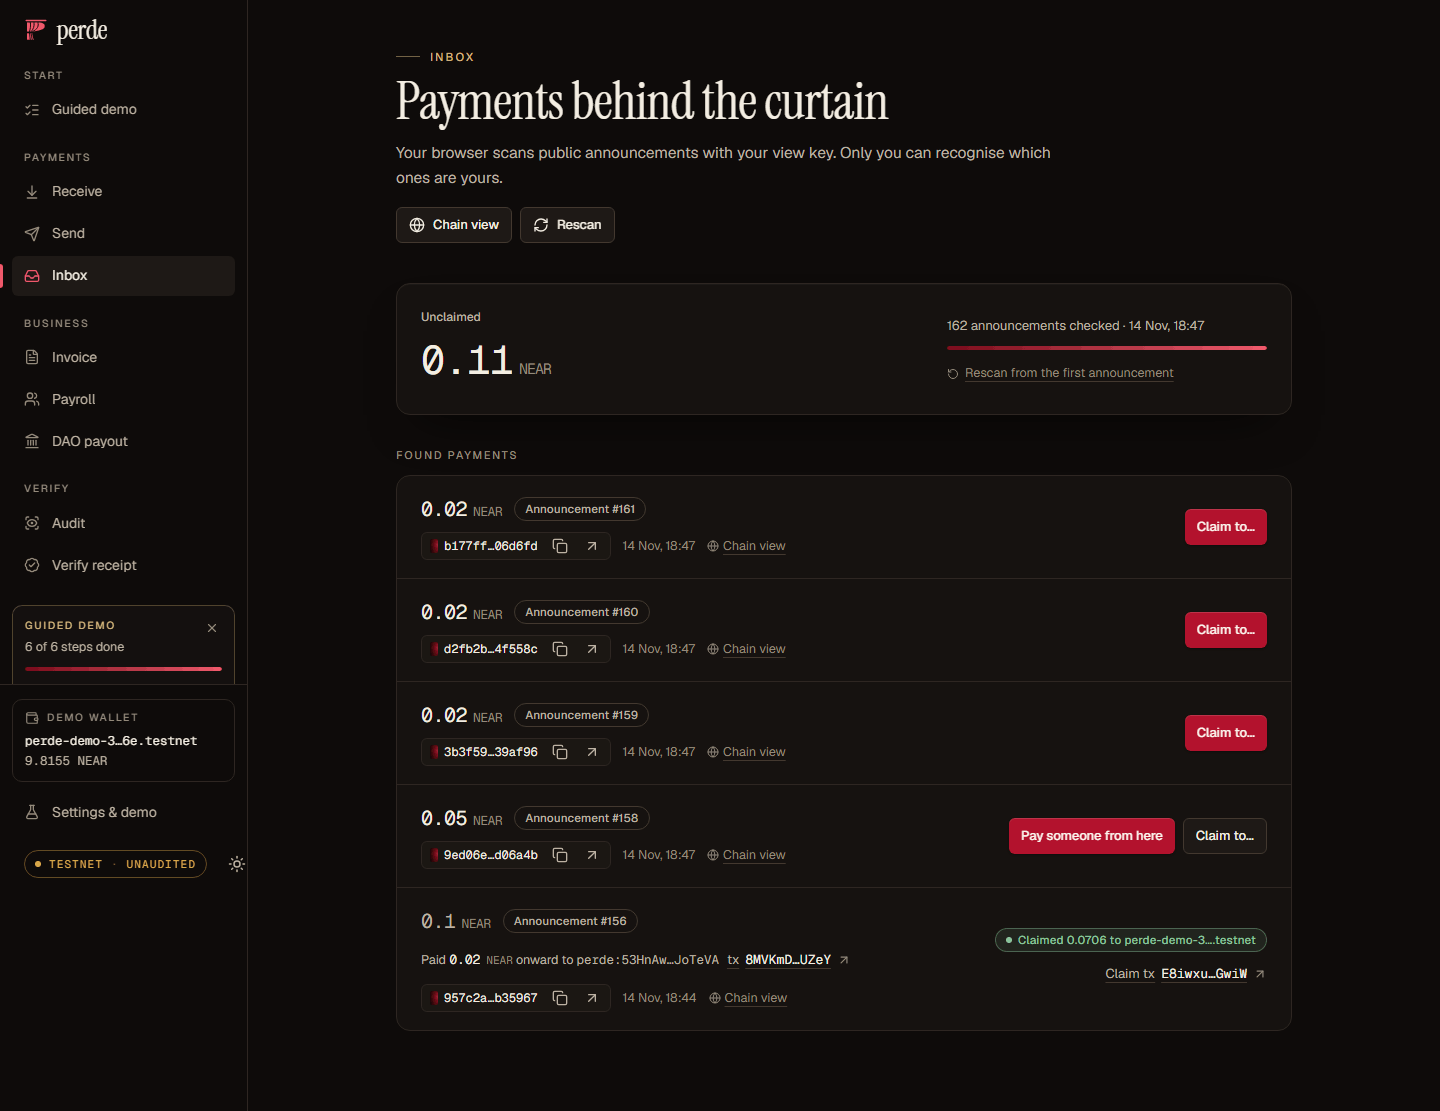 perde
START
Guided demo
PAYMENTS
Receive
Send
Inbox
BUSINESS
Invoice
Payroll
DAO payout
VERIFY
Audit
Verify receipt
GUIDED DEMO
6 of 6 steps done
DEMO WALLET
perde-demo-3…6e.testnet
9.8155 NEAR
Settings & demo
TESTNET · UNAUDITED
INBOX
Payments behind the curtain
Your browser scans public announcements with your view key. Only you can recognise which
ones are yours.
Chain view Rescan
Unclaimed
0.11 NEAR
162 announcements checked · 14 Nov, 18:47
Rescan from the first announcement
FOUND PAYMENTS
0.02 NEAR Announcement #161
b177ff…06d6fd 14 Nov, 18:47 Chain view
Claim to…
0.02 NEAR Announcement #160
d2fb2b…4f558c 14 Nov, 18:47 Chain view
Claim to…
0.02 NEAR Announcement #159
3b3f59…39af96 14 Nov, 18:47 Chain view
Claim to…
0.05 NEAR Announcement #158
9ed06e…d06a4b 14 Nov, 18:47 Chain view
Pay someone from here Claim to…
0.1 NEAR Announcement #156
Paid 0.02 NEAR onward to perde:53HnAw…JoTeVA tx 8MVKmD…UZeY
957c2a…b35967 14 Nov, 18:44 Chain view
Claimed 0.0706 to perde-demo-3….testnet
Claim tx E8iwxu…GwiW